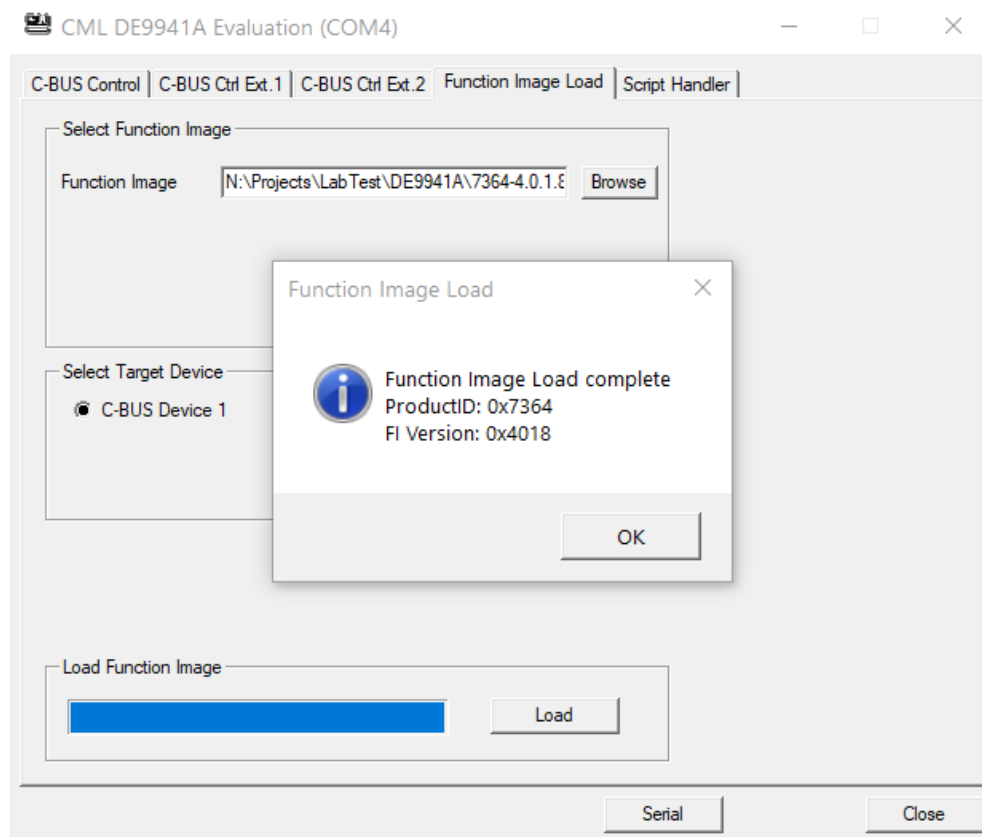 CML DE9941A Evaluation (COM4)
C-BUS Control C-BUS Ctrl Ext.1 C-BUS Ctrl Ext.2 Function Image Load Script Handler
Select Function Image
Function Image N:\Projects\LabTest\DE9941A\7364-4.0.1.8 Browse
Function Image Load
Select Target Device
C-BUS Device 1
Function Image Load complete
ProductID: 0x7364
FI Version: 0x4018
OK
Load Function Image
Load
Serial Close